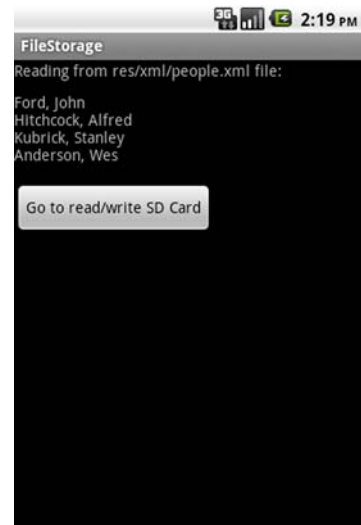 3G 2:19 PM
FileStorage
Reading from res/xml/people.xml file:
Ford, John
Hitchcock, Alfred
Kubrick, Stanley
Anderson, Wes
Go to read/write SD Card